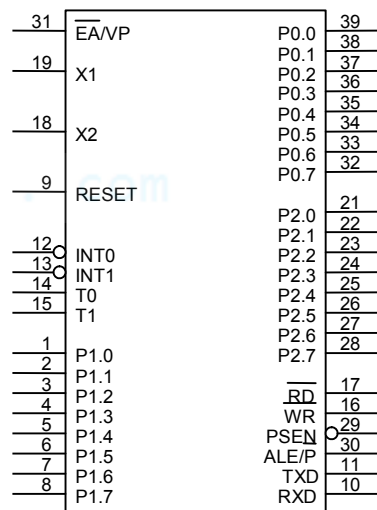 31 EA/VP P0.0 39
P0.1 38
19 X1 P0.2 37
P0.3 36
P0.4 35
18 X2 P0.5 34
P0.6 33
P0.7 32
9 RESET
. com
P2.0 21
P2.1 22
12 INT0 P2.2 23
13 INT1 P2.3 24
14 T0 P2.4 25
15 T1 P2.5 26
P2.6 27
1 P1.0 P2.7 28
2 P1.1
3 P1.2 RD 17
4 P1.3 WR 16
5 P1.4 PSEN 29
6 P1.5 ALE/P 30
7 P1.6 TXD 11
8 P1.7 RXD 10